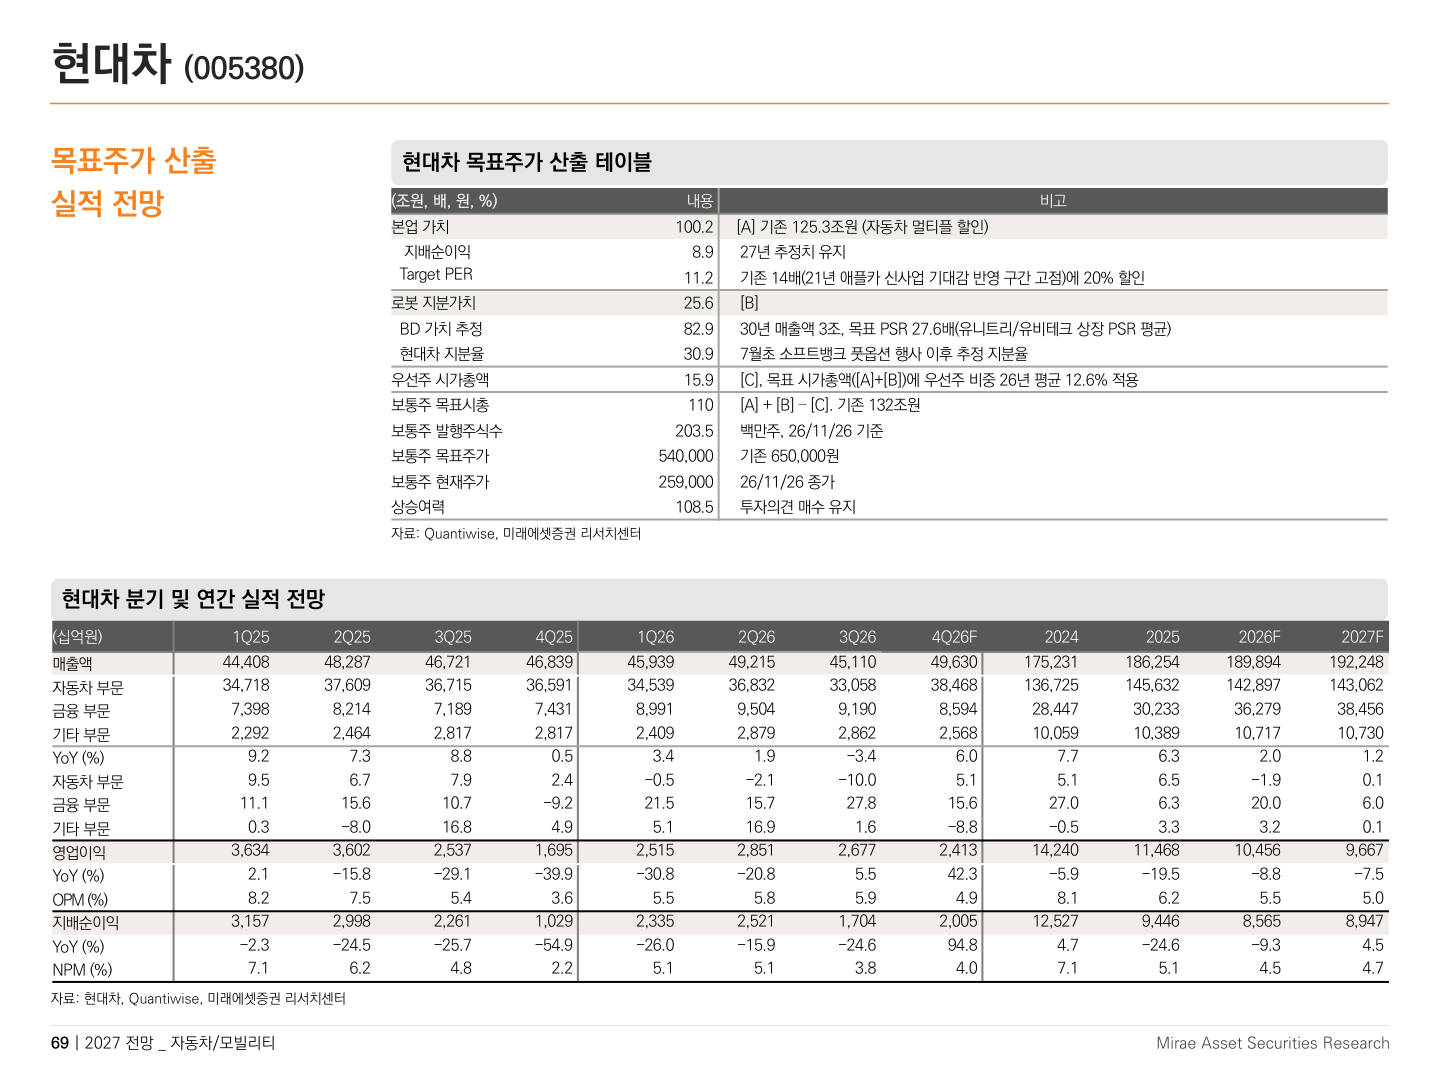 현대차 (005380)
목표주가 산출
실적 전망
현대차 목표주가 산출 테이블
(조원, 배, 원, %) 내용 비고
본업 가치 100.2 [A] 기존 125.3조원 (자동차 멀티플 할인)
지배순이익 8.9 27년 추정치 유지
Target PER 11.2 기존 14배(21년 애플카 신사업 기대감 반영 구간 고점)에 20% 할인
로봇 지분가치 25.6 [B]
BD 가치 추정 82.9 30년 매출액 3조, 목표 PSR 27.6배(유니트리/유비테크 상장 PSR 평균)
현대차 지분율 30.9 7월초 소프트뱅크 풋옵션 행사 이후 추정 지분율
우선주 시가총액 15.9 [C], 목표 시가총액([A]+[B])에 우선주 비중 26년 평균 12.6% 적용
보통주 목표시총 110 [A] + [B] – [C]. 기존 132조원
보통주 발행주식수 203.5 백만주, 26/11/26 기준
보통주 목표주가 540,000 기존 650,000원
보통주 현재주가 259,000 26/11/26 종가
상승여력 108.5 투자의견 매수 유지
자료: Quantiwise, 미래에셋증권 리서치센터
현대차 분기 및 연간 실적 전망
(십억원) 1Q25 2Q25 3Q25 4Q25 1Q26 2Q26 3Q26 4Q26F 2024 2025 2026F 2027F
매출액 44,408 48,287 46,721 46,839 45,939 49,215 45,110 49,630 175,231 186,254 189,894 192,248
자동차 부문 34,718 37,609 36,715 36,591 34,539 36,832 33,058 38,468 136,725 145,632 142,897 143,062
금융 부문 7,398 8,214 7,189 7,431 8,991 9,504 9,190 8,594 28,447 30,233 36,279 38,456
기타 부문 2,292 2,464 2,817 2,817 2,409 2,879 2,862 2,568 10,059 10,389 10,717 10,730
YoY (%) 9.2 7.3 8.8 0.5 3.4 1.9 −3.4 6.0 7.7 6.3 2.0 1.2
자동차 부문 9.5 6.7 7.9 2.4 −0.5 −2.1 −10.0 5.1 5.1 6.5 −1.9 0.1
금융 부문 11.1 15.6 10.7 −9.2 21.5 15.7 27.8 15.6 27.0 6.3 20.0 6.0
기타 부문 0.3 −8.0 16.8 4.9 5.1 16.9 1.6 −8.8 −0.5 3.3 3.2 0.1
영업이익 3,634 3,602 2,537 1,695 2,515 2,851 2,677 2,413 14,240 11,468 10,456 9,667
YoY (%) 2.1 −15.8 −29.1 −39.9 −30.8 −20.8 5.5 42.3 −5.9 −19.5 −8.8 −7.5
OPM (%) 8.2 7.5 5.4 3.6 5.5 5.8 5.9 4.9 8.1 6.2 5.5 5.0
지배순이익 3,157 2,998 2,261 1,029 2,335 2,521 1,704 2,005 12,527 9,446 8,565 8,947
YoY (%) −2.3 −24.5 −25.7 −54.9 −26.0 −15.9 −24.6 94.8 4.7 −24.6 −9.3 4.5
NPM (%) 7.1 6.2 4.8 2.2 5.1 5.1 3.8 4.0 7.1 5.1 4.5 4.7
자료: 현대차, Quantiwise, 미래에셋증권 리서치센터
69 | 2027 전망 _ 자동차/모빌리티 Mirae Asset Securities Research